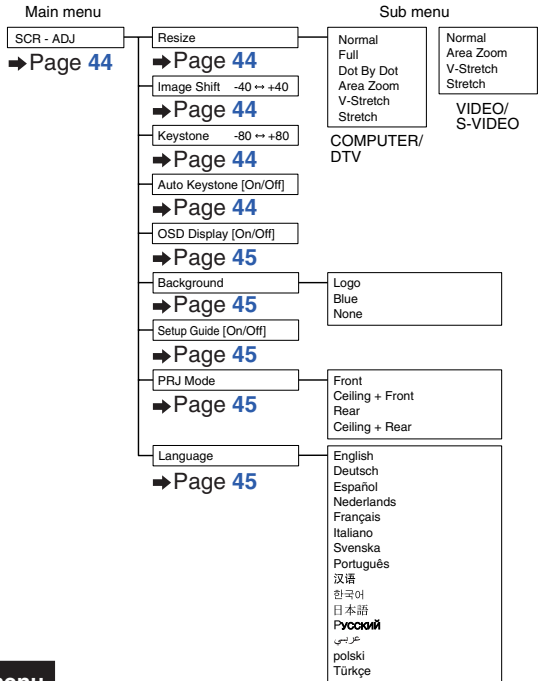 Main menu
Sub menu
SCR - ADJ
➡Page 44
Resize
➡Page 44
Image Shift -40 ↔ +40
➡Page 44
Keystone -80 ↔ +80
➡Page 44
Auto Keystone [On/Off]
➡Page 44
OSD Display [On/Off]
➡Page 45
Background
➡Page 45
Setup Guide [On/Off]
➡Page 45
PRJ Mode
➡Page 45
Language
➡Page 45
Normal
Full
Dot By Dot
Area Zoom
V-Stretch
Stretch
COMPUTER/
DTV
Normal
Area Zoom
V-Stretch
Stretch
VIDEO/
S-VIDEO
Logo
Blue
None
Front
Ceiling + Front
Rear
Ceiling + Rear
English
Deutsch
Español
Nederlands
Français
Italiano
Svenska
Português
汉语
한국어
日本語
Русский
عربي
polski
Türkçe